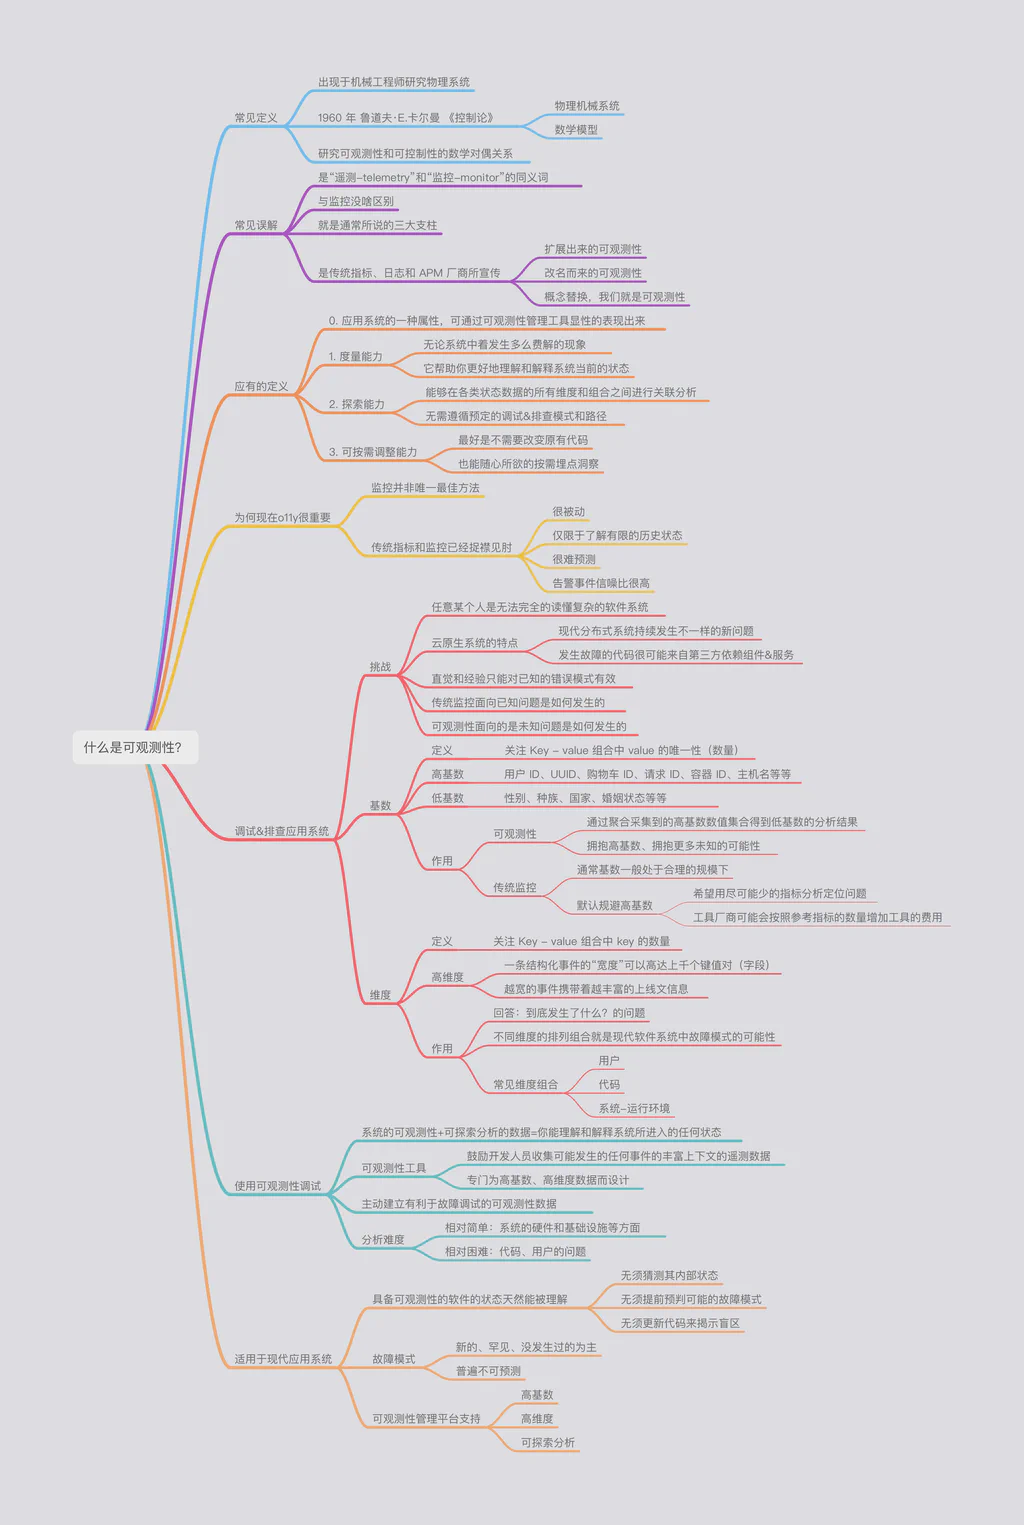 什么是可观测性？
常见定义
出现于机械工程师研究物理系统
1960 年 鲁道夫·E.卡尔曼 《控制论》
物理机械系统
数学模型
研究可观测性和可控制性的数学对偶关系
常见误解
是“遥测-telemetry”和“监控-monitor”的同义词
与监控没啥区别
就是通常所说的三大支柱
是传统指标、日志和 APM 厂商所宣传
扩展出来的可观测性
改名而来的可观测性
概念替换，我们就是可观测性
应有的定义
0. 应用系统的一种属性，可通过可观测性管理工具显性的表现出来
1. 度量能力
无论系统中着发生多么费解的现象
它帮助你更好地理解和解释系统当前的状态
2. 探索能力
能够在各类状态数据的所有维度和组合之间进行关联分析
无需遵循预定的调试&排查模式和路径
3. 可按需调整能力
最好是不需要改变原有代码
也能随心所欲的按需埋点洞察
为何现在o11y很重要
监控并非唯一最佳方法
传统指标和监控已经捉襟见肘
很被动
仅限于了解有限的历史状态
很难预测
告警事件信噪比很高
调试&排查应用系统
挑战
任意某个人是无法完全的读懂复杂的软件系统
云原生系统的特点
现代分布式系统持续发生不一样的新问题
发生故障的代码很可能来自第三方依赖组件&服务
直觉和经验只能对已知的错误模式有效
传统监控面向已知问题是如何发生的
可观测性面向的是未知问题是如何发生的
基数
定义
关注 Key - value 组合中 value 的唯一性（数量）
高基数
用户 ID、UUID、购物车 ID、请求 ID、容器 ID、主机名等等
低基数
性别、种族、国家、婚姻状态等等
作用
可观测性
通过聚合采集到的高基数数值集合得到低基数的分析结果
拥抱高基数、拥抱更多未知的可能性
传统监控
通常基数一般处于合理的规模下
默认规避高基数
希望用尽可能少的指标分析定位问题
工具厂商可能会按照参考指标的数量增加工具的费用
维度
定义
关注 Key - value 组合中 key 的数量
高维度
一条结构化事件的“宽度”可以高达上千个键值对（字段）
越宽的事件携带着越丰富的上线文信息
作用
回答：到底发生了什么？的问题
不同维度的排列组合就是现代软件系统中故障模式的可能性
常见维度组合
用户
代码
系统-运行环境
使用可观测性调试
系统的可观测性+可探索分析的数据=你能理解和解释系统所进入的任何状态
可观测性工具
鼓励开发人员收集可能发生的任何事件的丰富上下文的遥测数据
专门为高基数、高维度数据而设计
主动建立有利于故障调试的可观测性数据
分析难度
相对简单：系统的硬件和基础设施等方面
相对困难：代码、用户的问题
适用于现代应用系统
具备可观测性的软件的状态天然能被理解
无须猜测其内部状态
无须提前预判可能的故障模式
无须更新代码来揭示盲区
故障模式
新的、罕见、没发生过的为主
普遍不可预测
可观测性管理平台支持
高基数
高维度
可探索分析